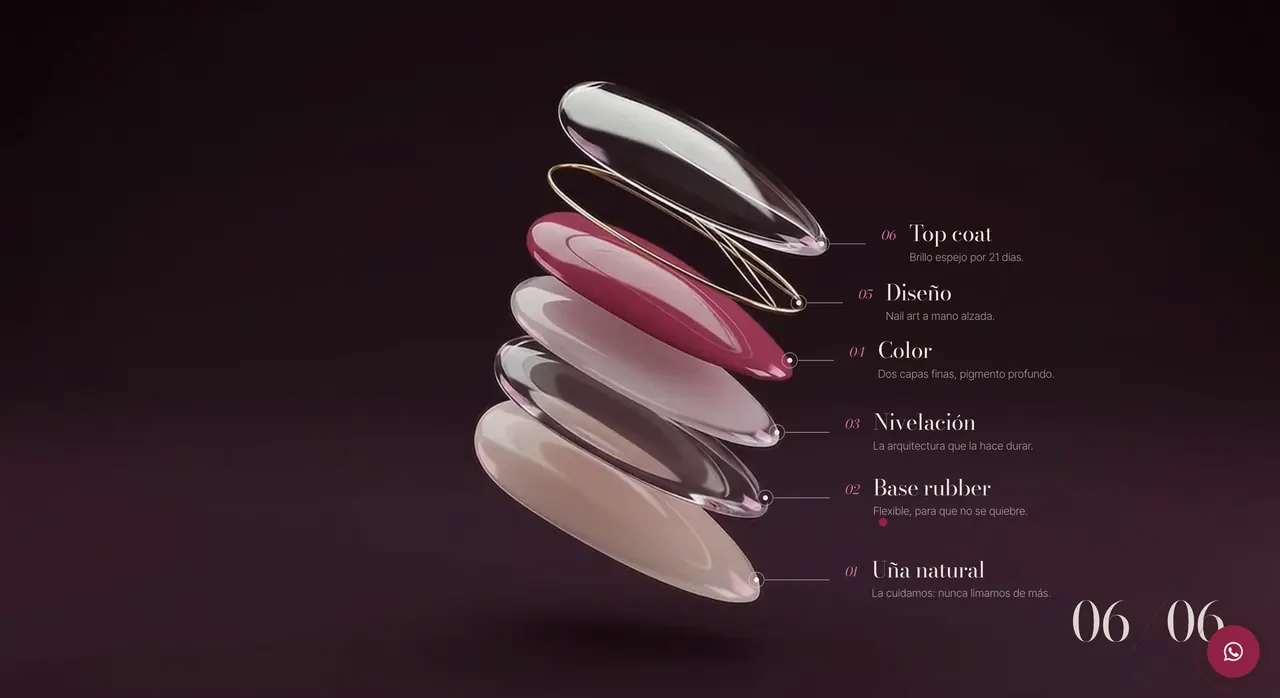 06 Top coat
Brillo espejo por 21 días.
05 Diseño
Nail art a mano alzada.
04 Color
Dos capas finas, pigmento profundo.
03 Nivelación
La arquitectura que la hace durar.
02 Base rubber
Flexible, para que no se quiebre.
01 Uña natural
La cuidamos: nunca limamos de más.
06 / 06